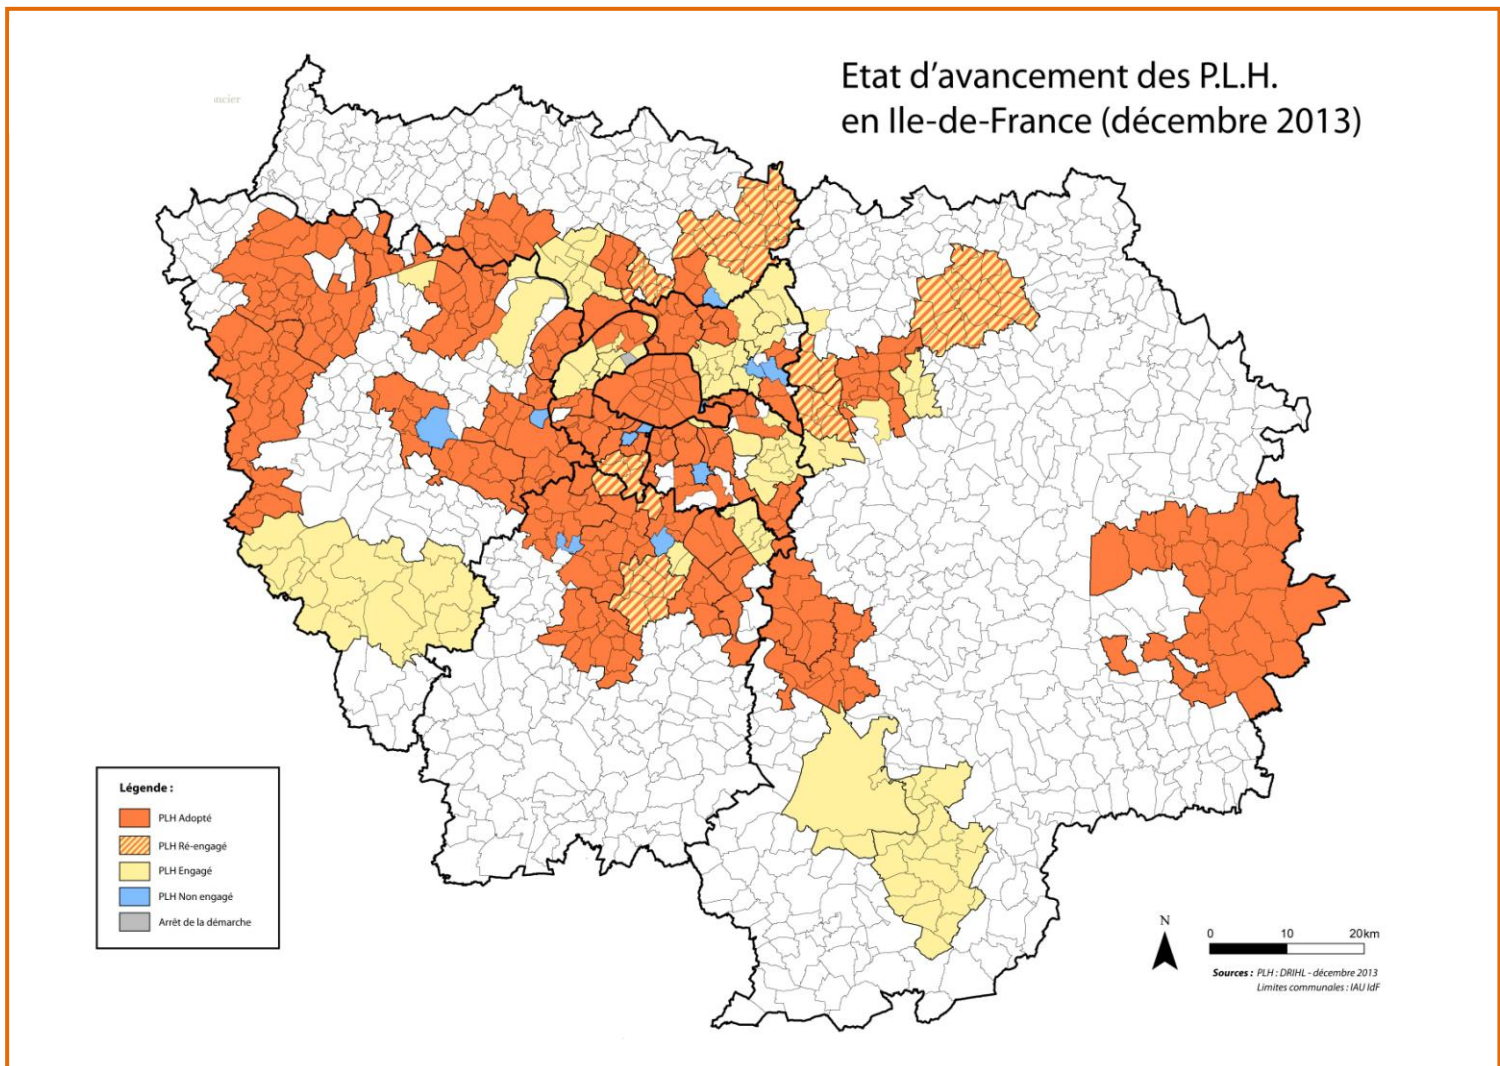 ncier
Etat d'avancement des P.L.H.
en Ile-de-France (décembre 2013)
Légende :
PLH Adopté
PLH Ré-engagé
PLH Engagé
PLH Non engagé
Arrêt de la démarche
N
0 10 20km
Sources : PLH : DRIHL - décembre 2013
Limites communales : IAU IdF